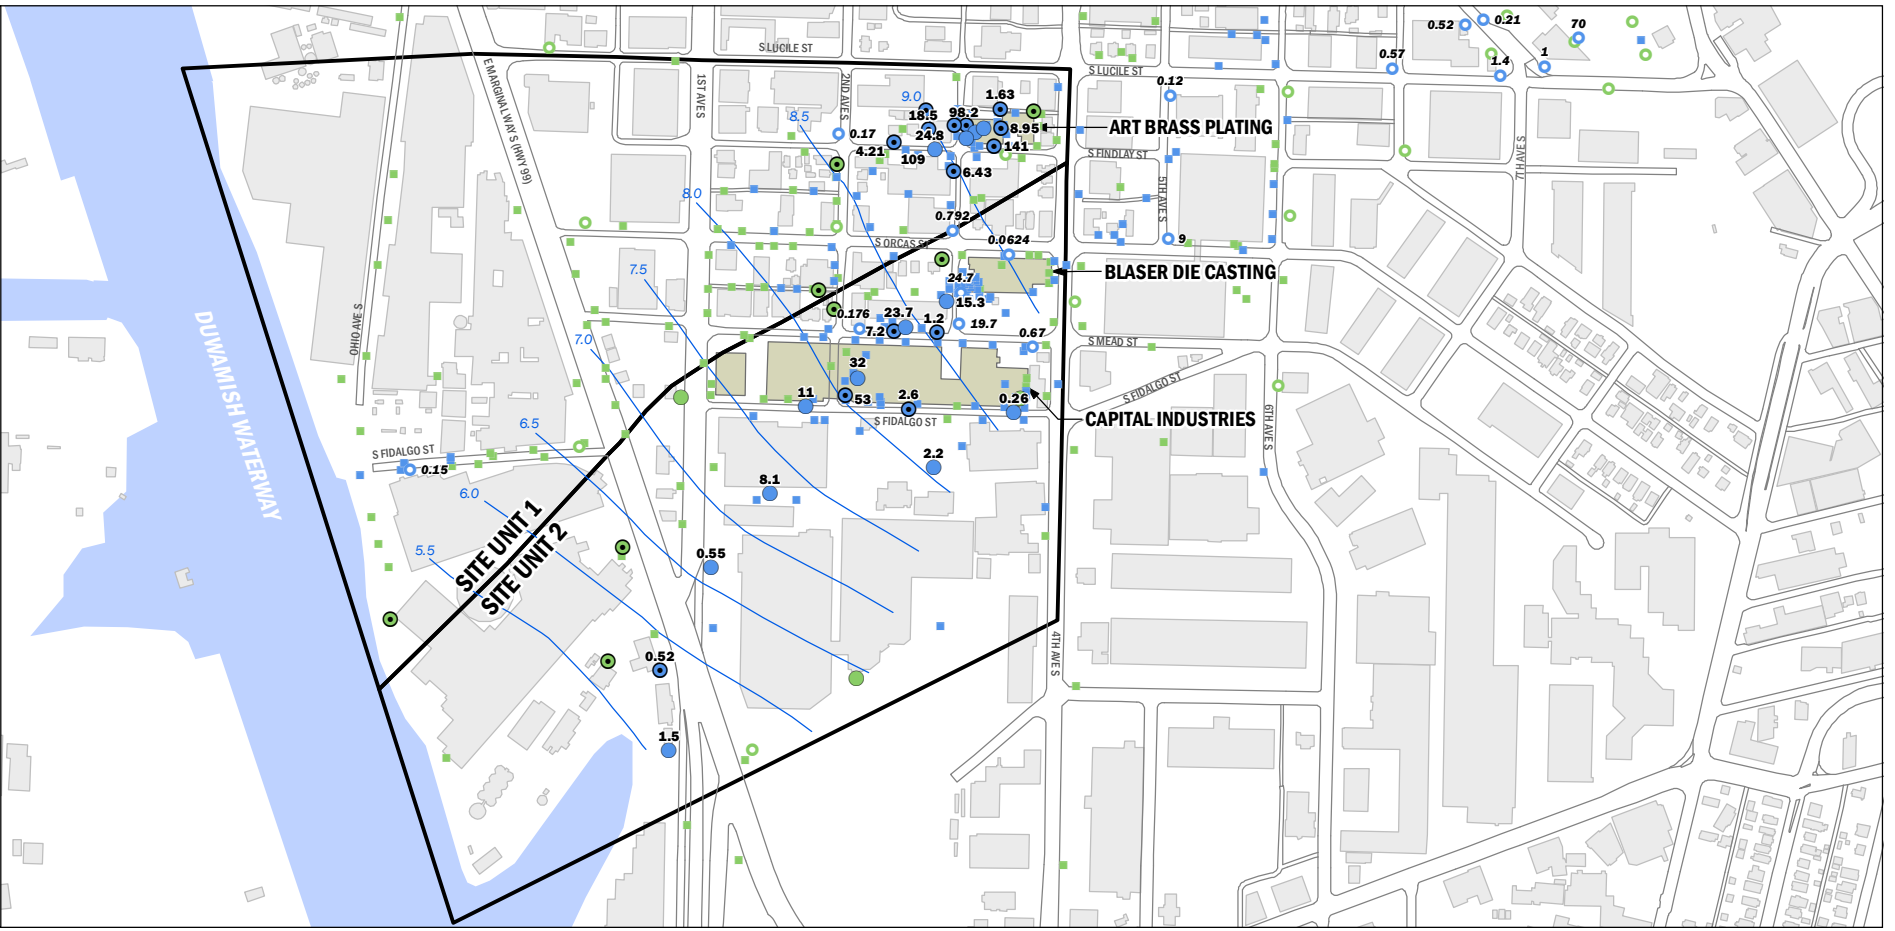 0.52
0.21
70
0.57
1.4
1
S LUCILE ST
S LUCILE ST
E MARGINAL WAY S (HWY 99)
1ST AVE S
2ND AVE S
0.12
9.0
1.63
8.5
18.5
98.2
8.95
ART BRASS PLATING
0.17
24.8
4.21
109
141
S FINDLAY ST
7TH AVE S
6.43
5TH AVE S
8.0
0.792
S ORCAS ST
0.0624
9
7.5
24.7
BLASER DIE CASTING
15.3
0.176
23.7
1.2
7.2
19.7
0.67
S MEAD ST
OHIO AVE S
DUWAMISH WATERWAY
7.0
32
S FIDALGO ST
11
53
2.6
0.26
CAPITAL INDUSTRIES
S FIDALGO ST
6TH AVE S
6.5
S FIDALGO ST
0.15
2.2
8.1
6.0
SITE UNIT 1
SITE UNIT 2
5.5
0.55
4TH AVE S
0.52
1.5